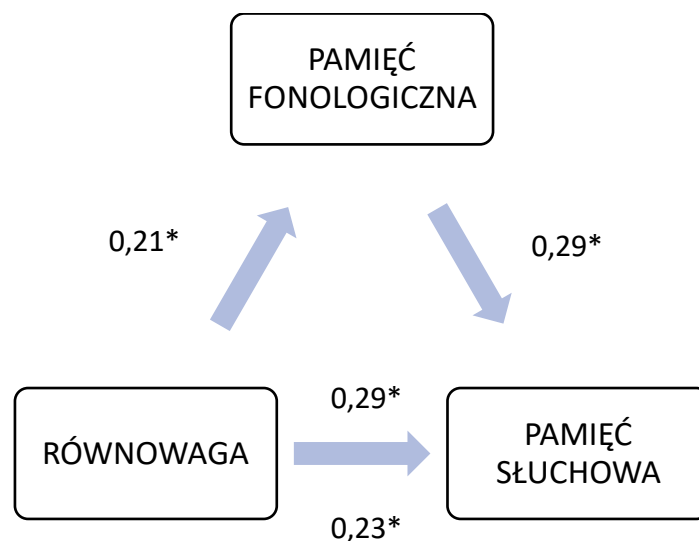 PAMIĘĆ
FONOLOGICZNA
0,21*
0,29*
0,29*
RÓWNOWAGA
PAMIĘĆ
SŁUCHOWA
0,23*